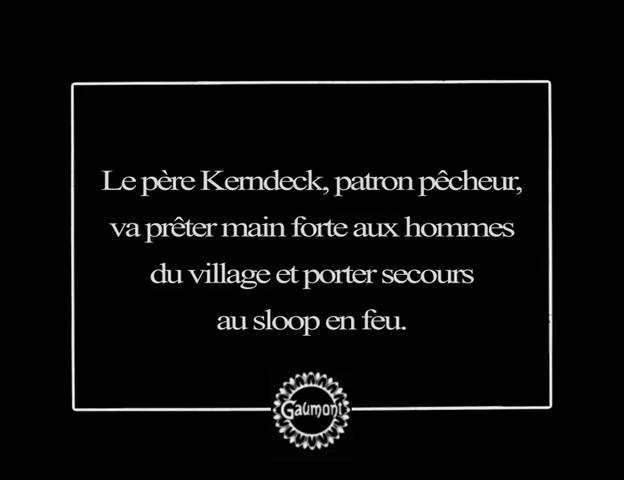 Le père Kerndeck, patron pêcheur,
va prêter main forte aux hommes
du village et porter secours
au sloop en feu.
Gaumont